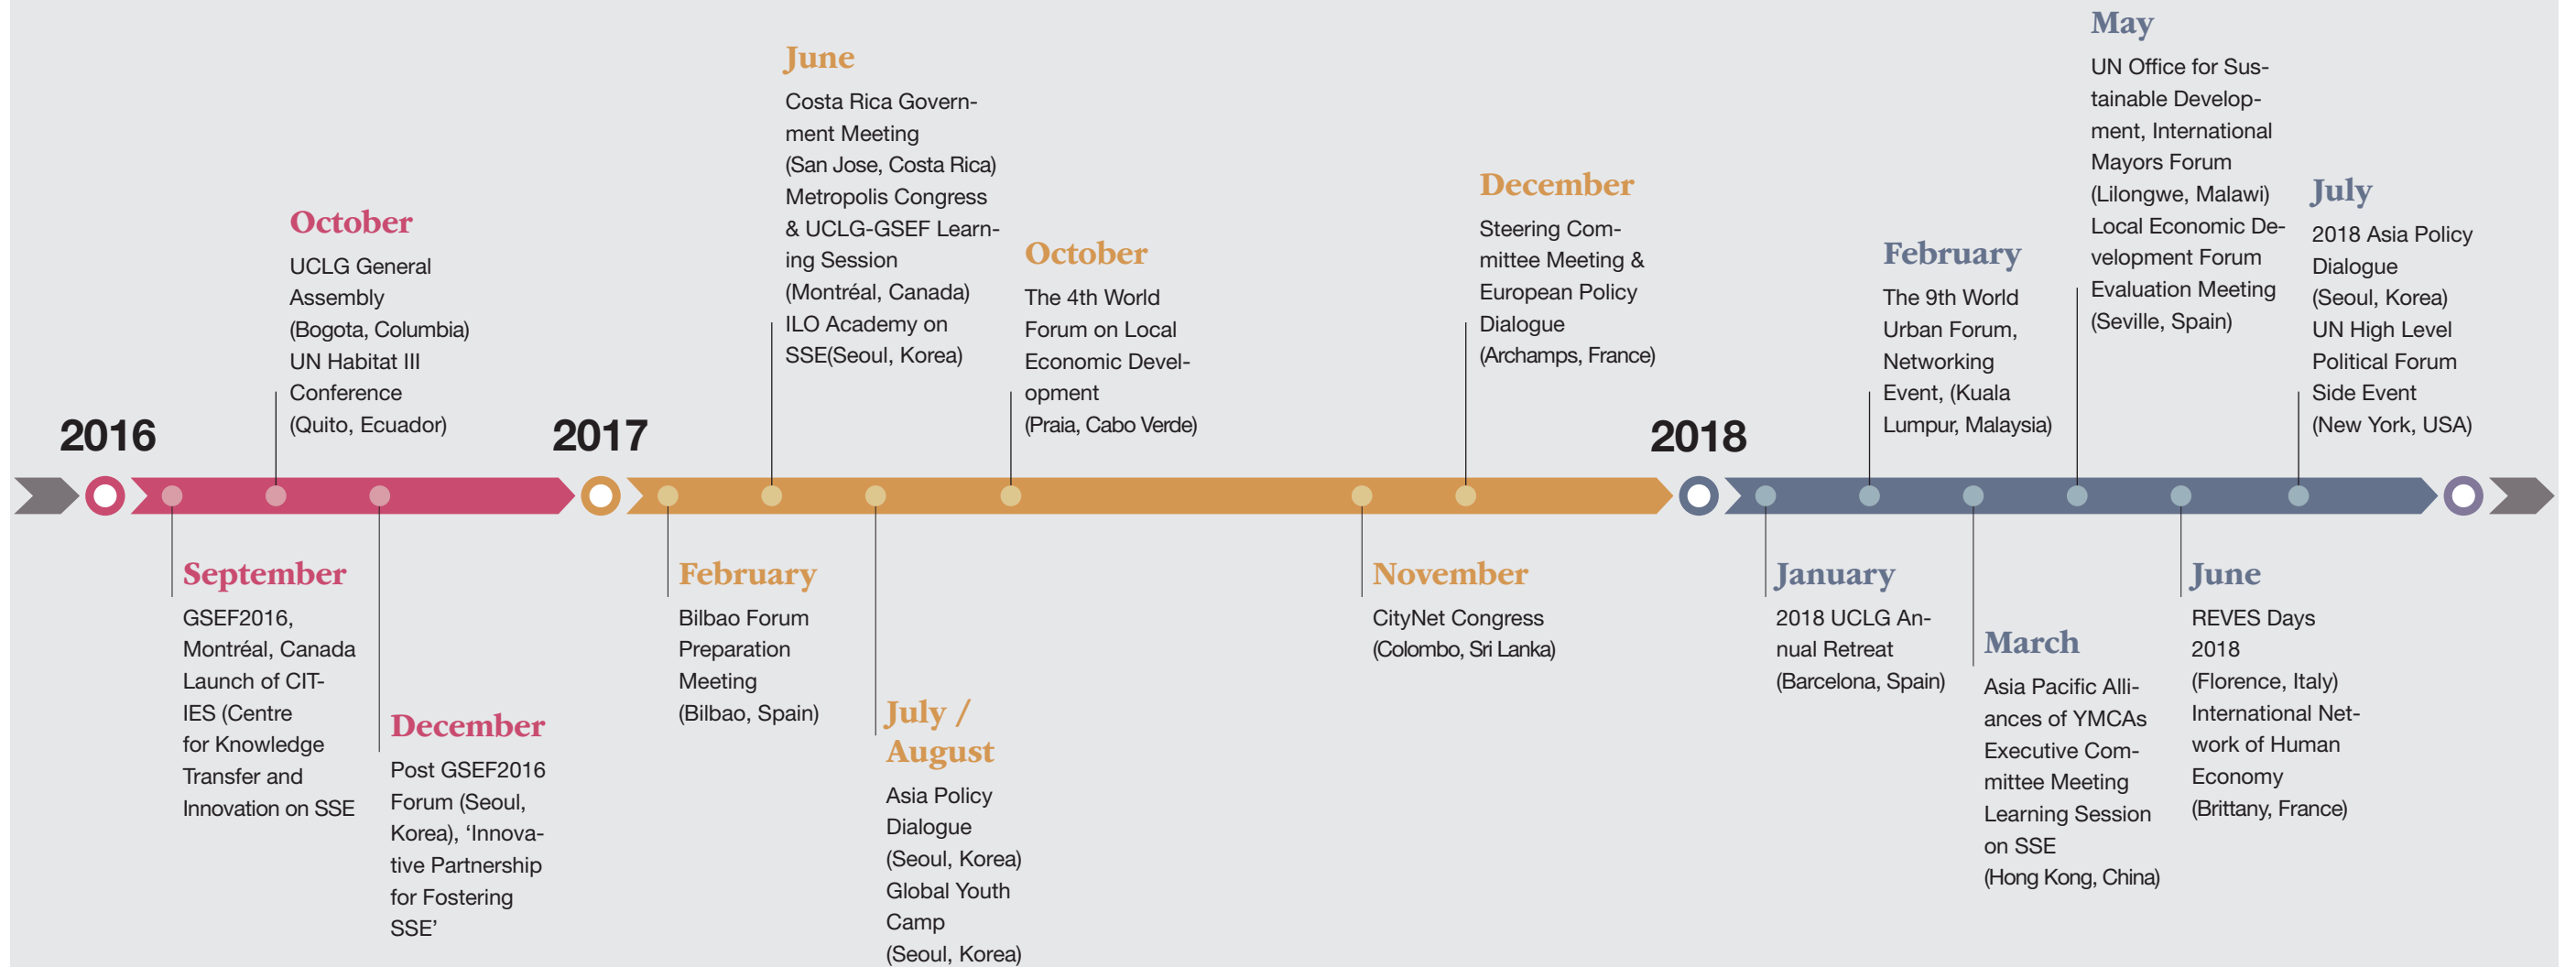 2016
September
GSEF2016,
Montréal, Canada
Launch of CIT-
IES (Centre
for Knowledge
Transfer and
Innovation on SSE
October
UCLG General
Assembly
(Bogota, Columbia)
UN Habitat III
Conference
(Quito, Ecuador)
December
Post GSEF2016
Forum (Seoul,
Korea), ‘Innova-
tive Partnership
for Fostering
SSE’
2017
February
Bilbao Forum
Preparation
Meeting
(Bilbao, Spain)
June
Costa Rica Govern-
ment Meeting
(San Jose, Costa Rica)
Metropolis Congress
& UCLG-GSEF Learn-
ing Session
(Montréal, Canada)
ILO Academy on
SSE(Seoul, Korea)
July /
August
Asia Policy
Dialogue
(Seoul, Korea)
Global Youth
Camp
(Seoul, Korea)
October
The 4th World
Forum on Local
Economic Devel-
opment
(Praia, Cabo Verde)
November
CityNet Congress
(Colombo, Sri Lanka)
December
Steering Com-
mittee Meeting &
European Policy
Dialogue
(Archamps, France)
2018
January
2018 UCLG An-
nual Retreat
(Barcelona, Spain)
February
The 9th World
Urban Forum,
Networking
Event, (Kuala
Lumpur, Malaysia)
March
Asia Pacific Alli-
ances of YMCAs
Executive Com-
mittee Meeting
Learning Session
on SSE
(Hong Kong, China)
May
UN Office for Sus-
tainable Develop-
ment, International
Mayors Forum
(Lilongwe, Malawi)
Local Economic De-
velopment Forum
Evaluation Meeting
(Seville, Spain)
June
REVES Days
2018
(Florence, Italy)
International Net-
work of Human
Economy
(Brittany, France)
July
2018 Asia Policy
Dialogue
(Seoul, Korea)
UN High Level
Political Forum
Side Event
(New York, USA)